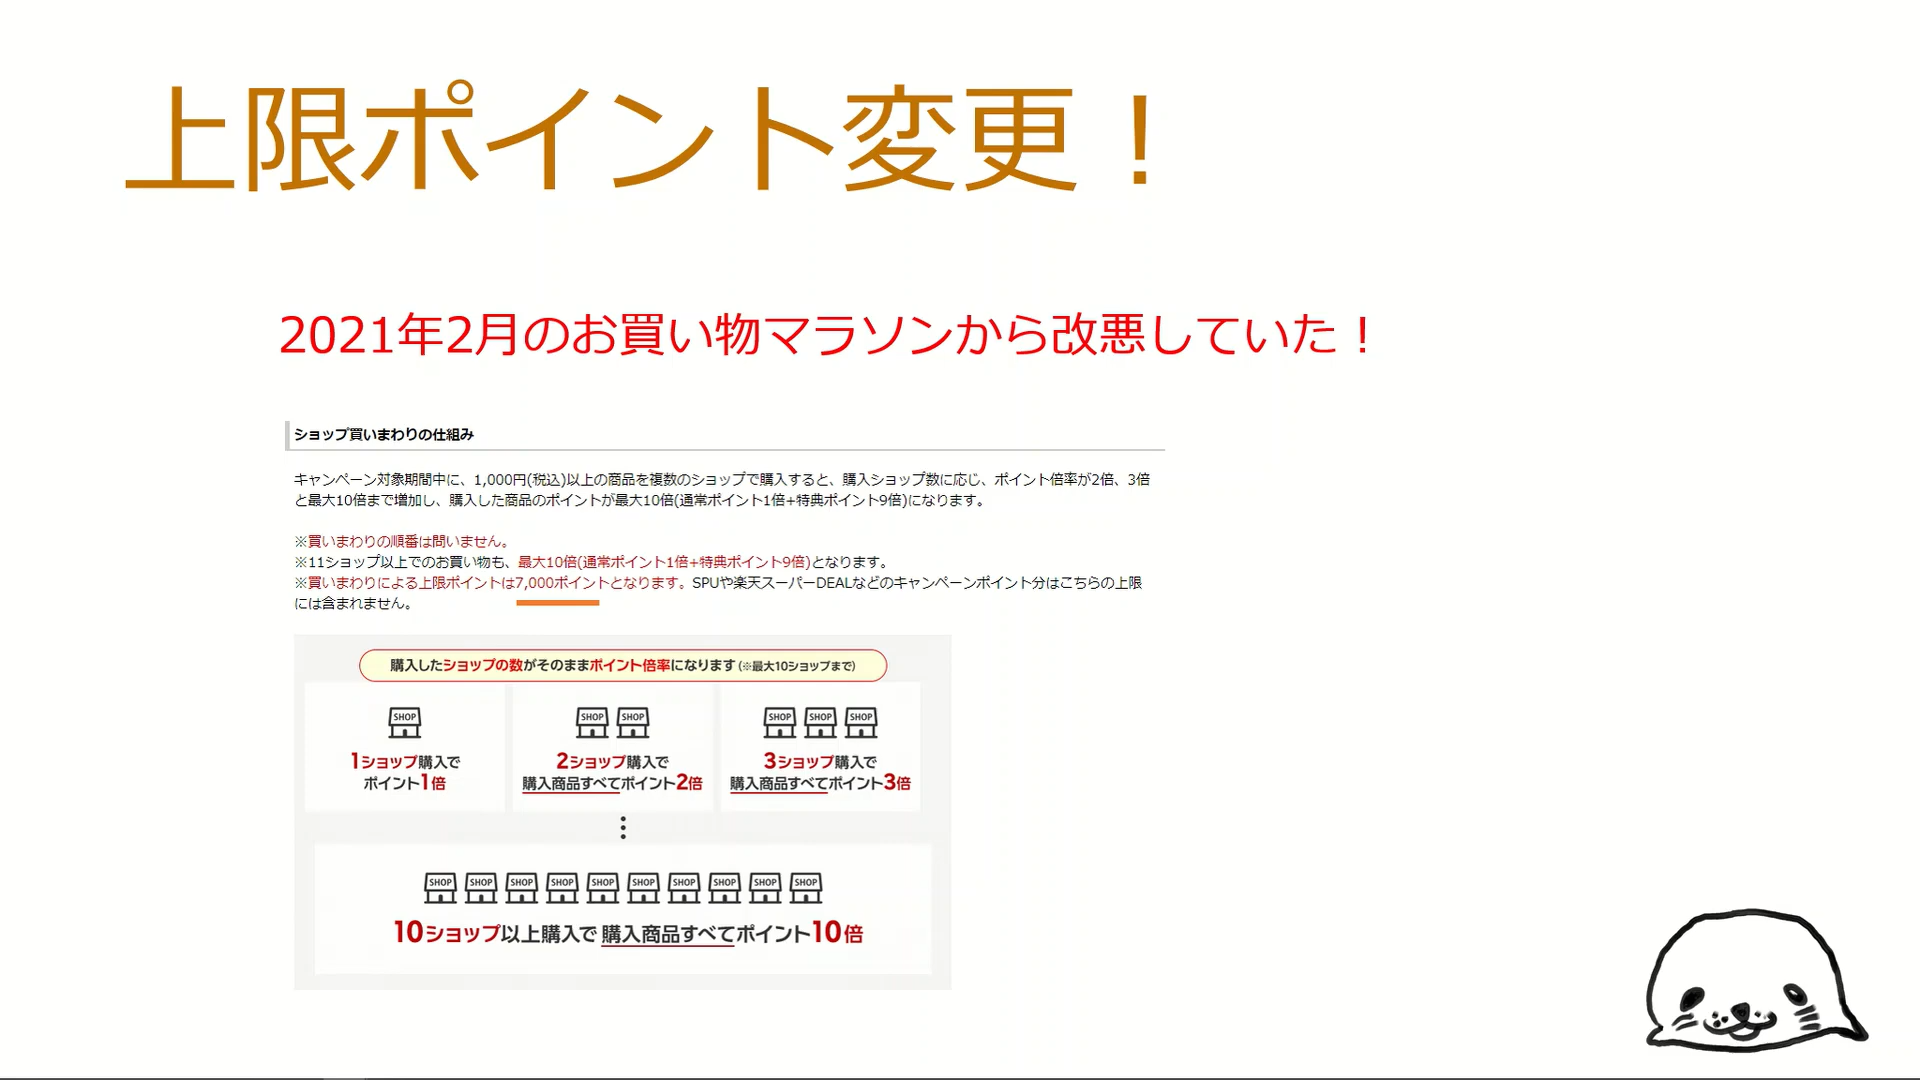 上限ポイント変更！
2021年2月のお買い物マラソンから改悪していた！
ショップ買いまわりの仕組み
キャンペーン対象期間中に、1,000円(税込)以上の商品を複数のショップで購入すると、購入ショップ数に応じ、ポイント倍率が2倍、3倍
と最大10倍まで増加し、購入した商品のポイントが最大10倍(通常ポイント1倍+特典ポイント9倍)になります。
※買いまわりの順番は問いません。
※11ショップ以上でのお買い物も、最大10倍(通常ポイント1倍+特典ポイント9倍)となります。
※買いまわりによる上限ポイントは7,000ポイントとなります。SPUや楽天スーパーDEALなどのキャンペーンポイント分はこちらの上限
には含まれません。
購入したショップの数がそのままポイント倍率になります(※最大10ショップまで)
SHOP
1ショップ購入で
ポイント1倍
SHOP SHOP
2ショップ購入で
購入商品すべてポイント2倍
SHOP SHOP SHOP
3ショップ購入で
購入商品すべてポイント3倍
SHOP SHOP SHOP SHOP SHOP SHOP SHOP SHOP SHOP SHOP
10ショップ以上購入で購入商品すべてポイント10倍